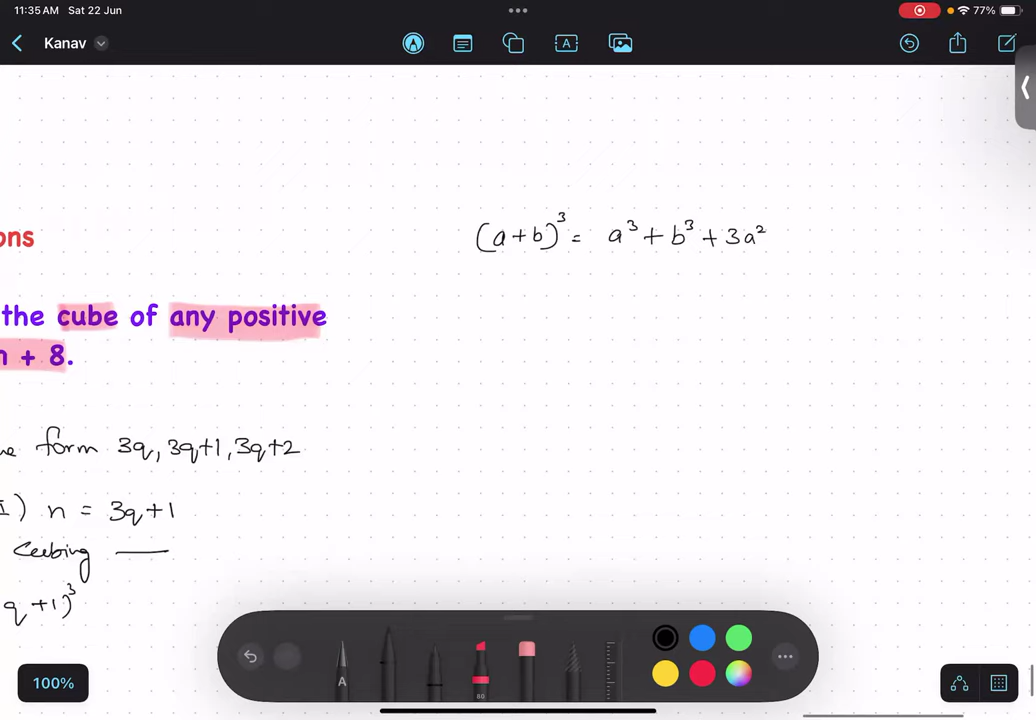 11:35 AM Sat 22 Jun
77%
Kanav
A
(a+b)³ = a³ + b³ + 3a²
ons
the cube of any positive
+ 8.
form 3q, 3q+1, 3q+2
) n = 3q+1
Cubing
q +1)³
A
80
100%